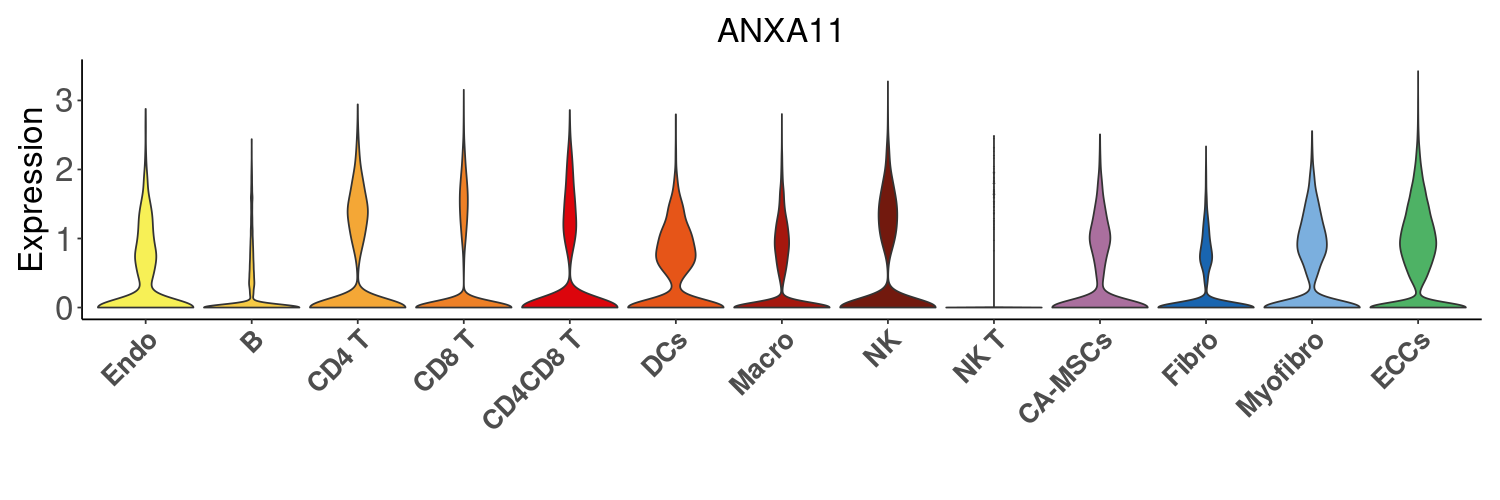 ANXA11
Expression
3
2
1
0
Endo
B
CD4 T
CD8 T
CD4CD8 T
DCs
Macro
NK
NK T
CA-MSCs
Fibro
Myofibro
ECCs